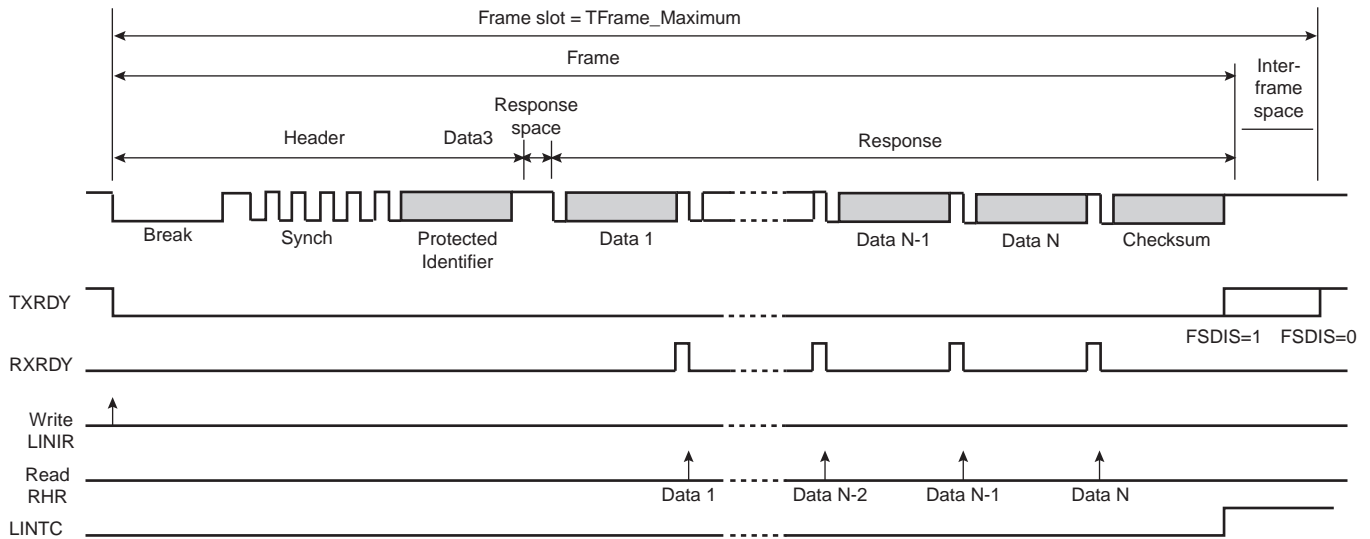 Frame slot = TFrame_Maximum
Frame
Inter-
frame
space
Response
space
Header
Data3
Response
Break
Synch
Protected
Identifier
Data 1
Data N-1
Data N
Checksum
TXRDY
FSDIS=1
FSDIS=0
RXRDY
Write
LINIR
Read
RHR
Data 1
Data N-2
Data N-1
Data N
LINTC